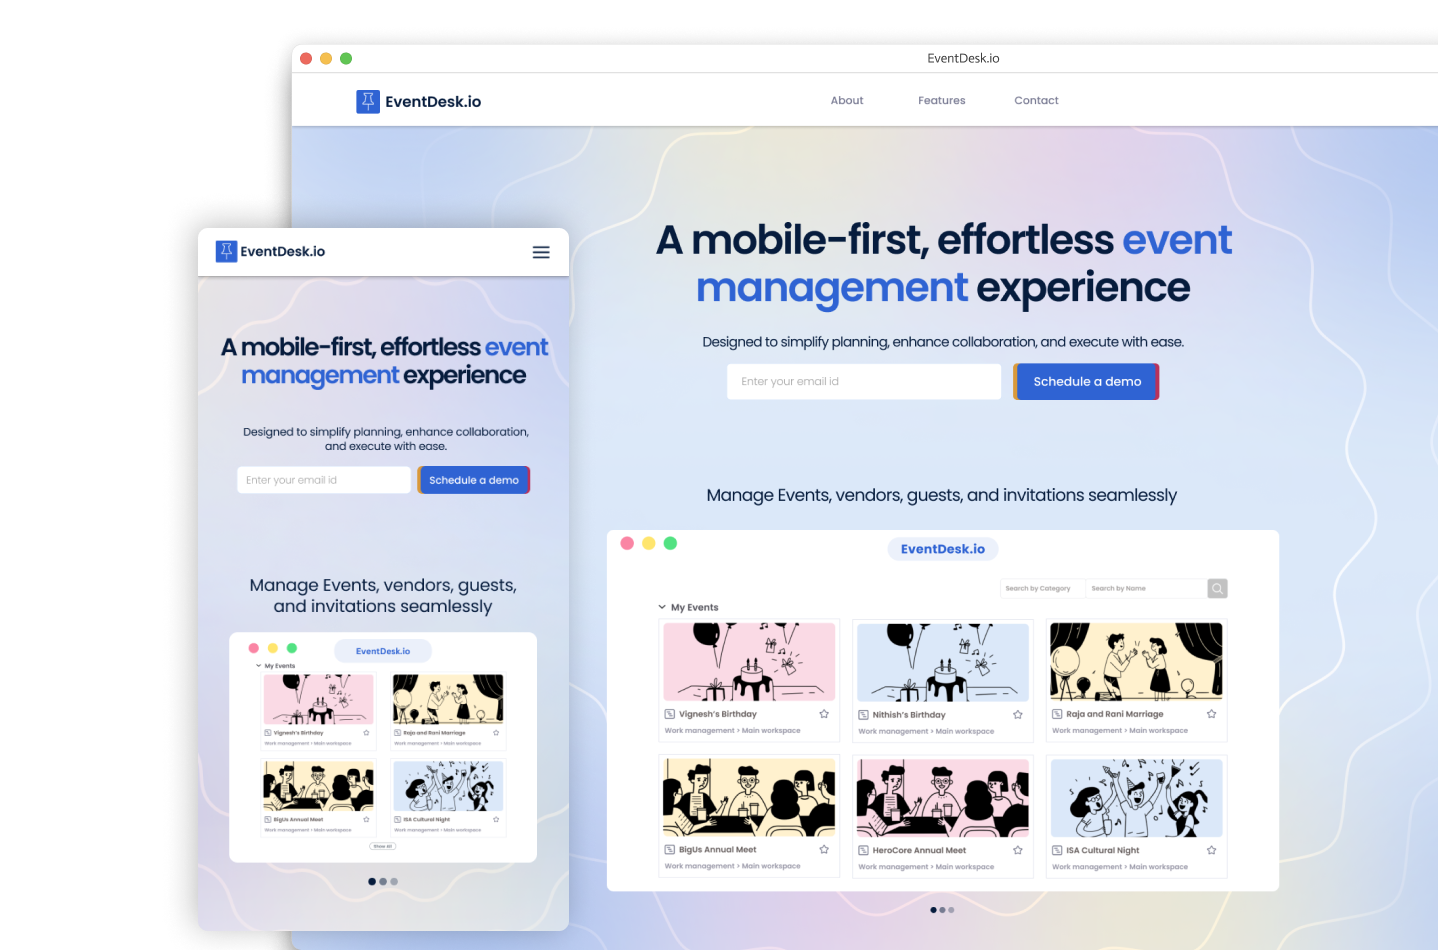 EventDesk.io
EventDesk.io
About
Features
Contact
A mobile-first, effortless event
management experience
Designed to simplify planning, enhance collaboration, and execute with ease.
Enter your email id
Schedule a demo
Manage Events, vendors, guests, and invitations seamlessly
EventDesk.io
Search by Category
Search by Name
My Events
Vignesh's Birthday
Work management > Main workspace
Nithish's Birthday
Work management > Main workspace
Raja and Rani Marriage
Work management > Main workspace
BigUs Annual Meet
Work management > Main workspace
HeroCore Annual Meet
Work management > Main workspace
ISA Cultural Night
Work management > Main workspace
EventDesk.io
A mobile-first, effortless event
management experience
Designed to simplify planning, enhance collaboration,
and execute with ease.
Enter your email id
Schedule a demo
Manage Events, vendors, guests,
and invitations seamlessly
EventDesk.io
My Events
Vignesh's Birthday
Work management > Main workspace
Raja and Rani Marriage
Work management > Main workspace
BigUs Annual Meet
Work management > Main workspace
ISA Cultural Night
Work management > Main workspace
Show All